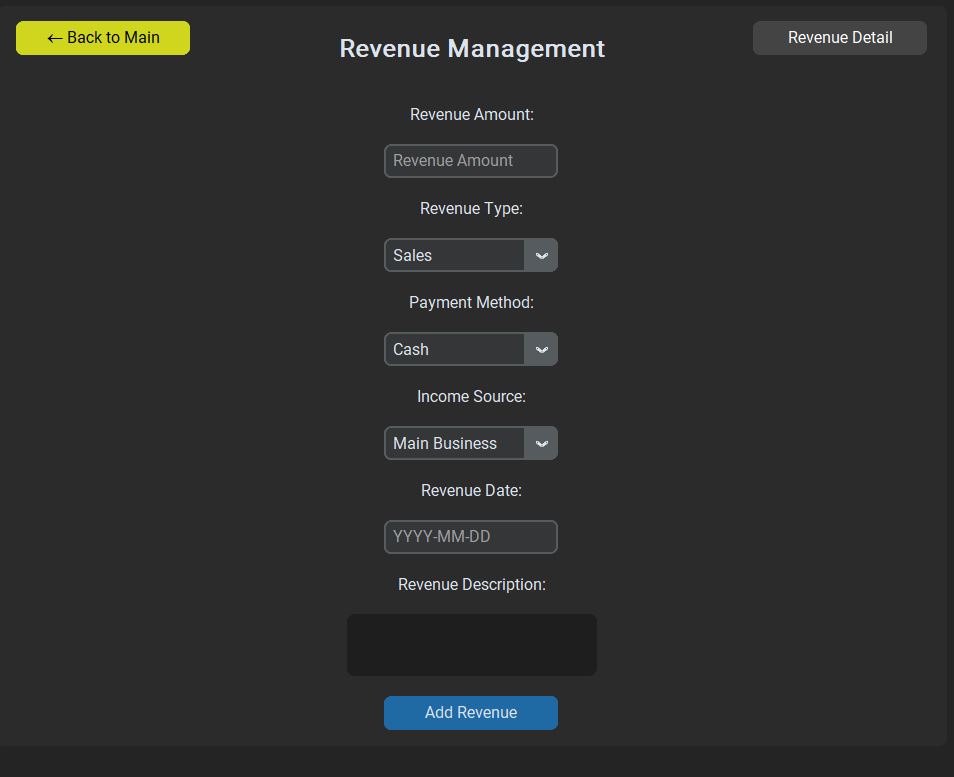 ← Back to Main
Revenue Management
Revenue Detail
Revenue Amount:
Revenue Amount
Revenue Type:
Sales
Payment Method:
Cash
Income Source:
Main Business
Revenue Date:
YYYY-MM-DD
Revenue Description:
Add Revenue